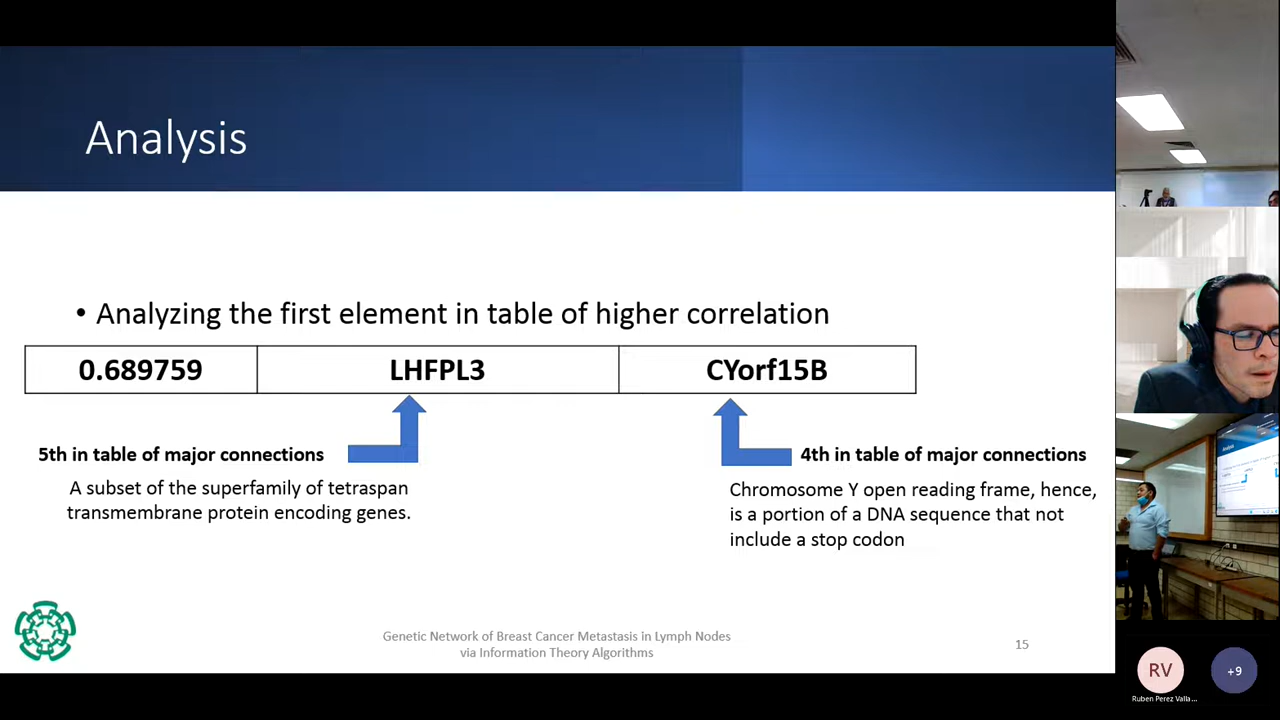 Analysis
• Analyzing the first element in table of higher correlation
0.689759 LHFPL3 CYorf15B
5th in table of major connections
A subset of the superfamily of tetraspan
transmembrane protein encoding genes.
4th in table of major connections
Chromosome Y open reading frame, hence,
is a portion of a DNA sequence that not
include a stop codon
Genetic Network of Breast Cancer Metastasis in Lymph Nodes
via Information Theory Algorithms
15
RV
+9
Ruben Perez Valla...